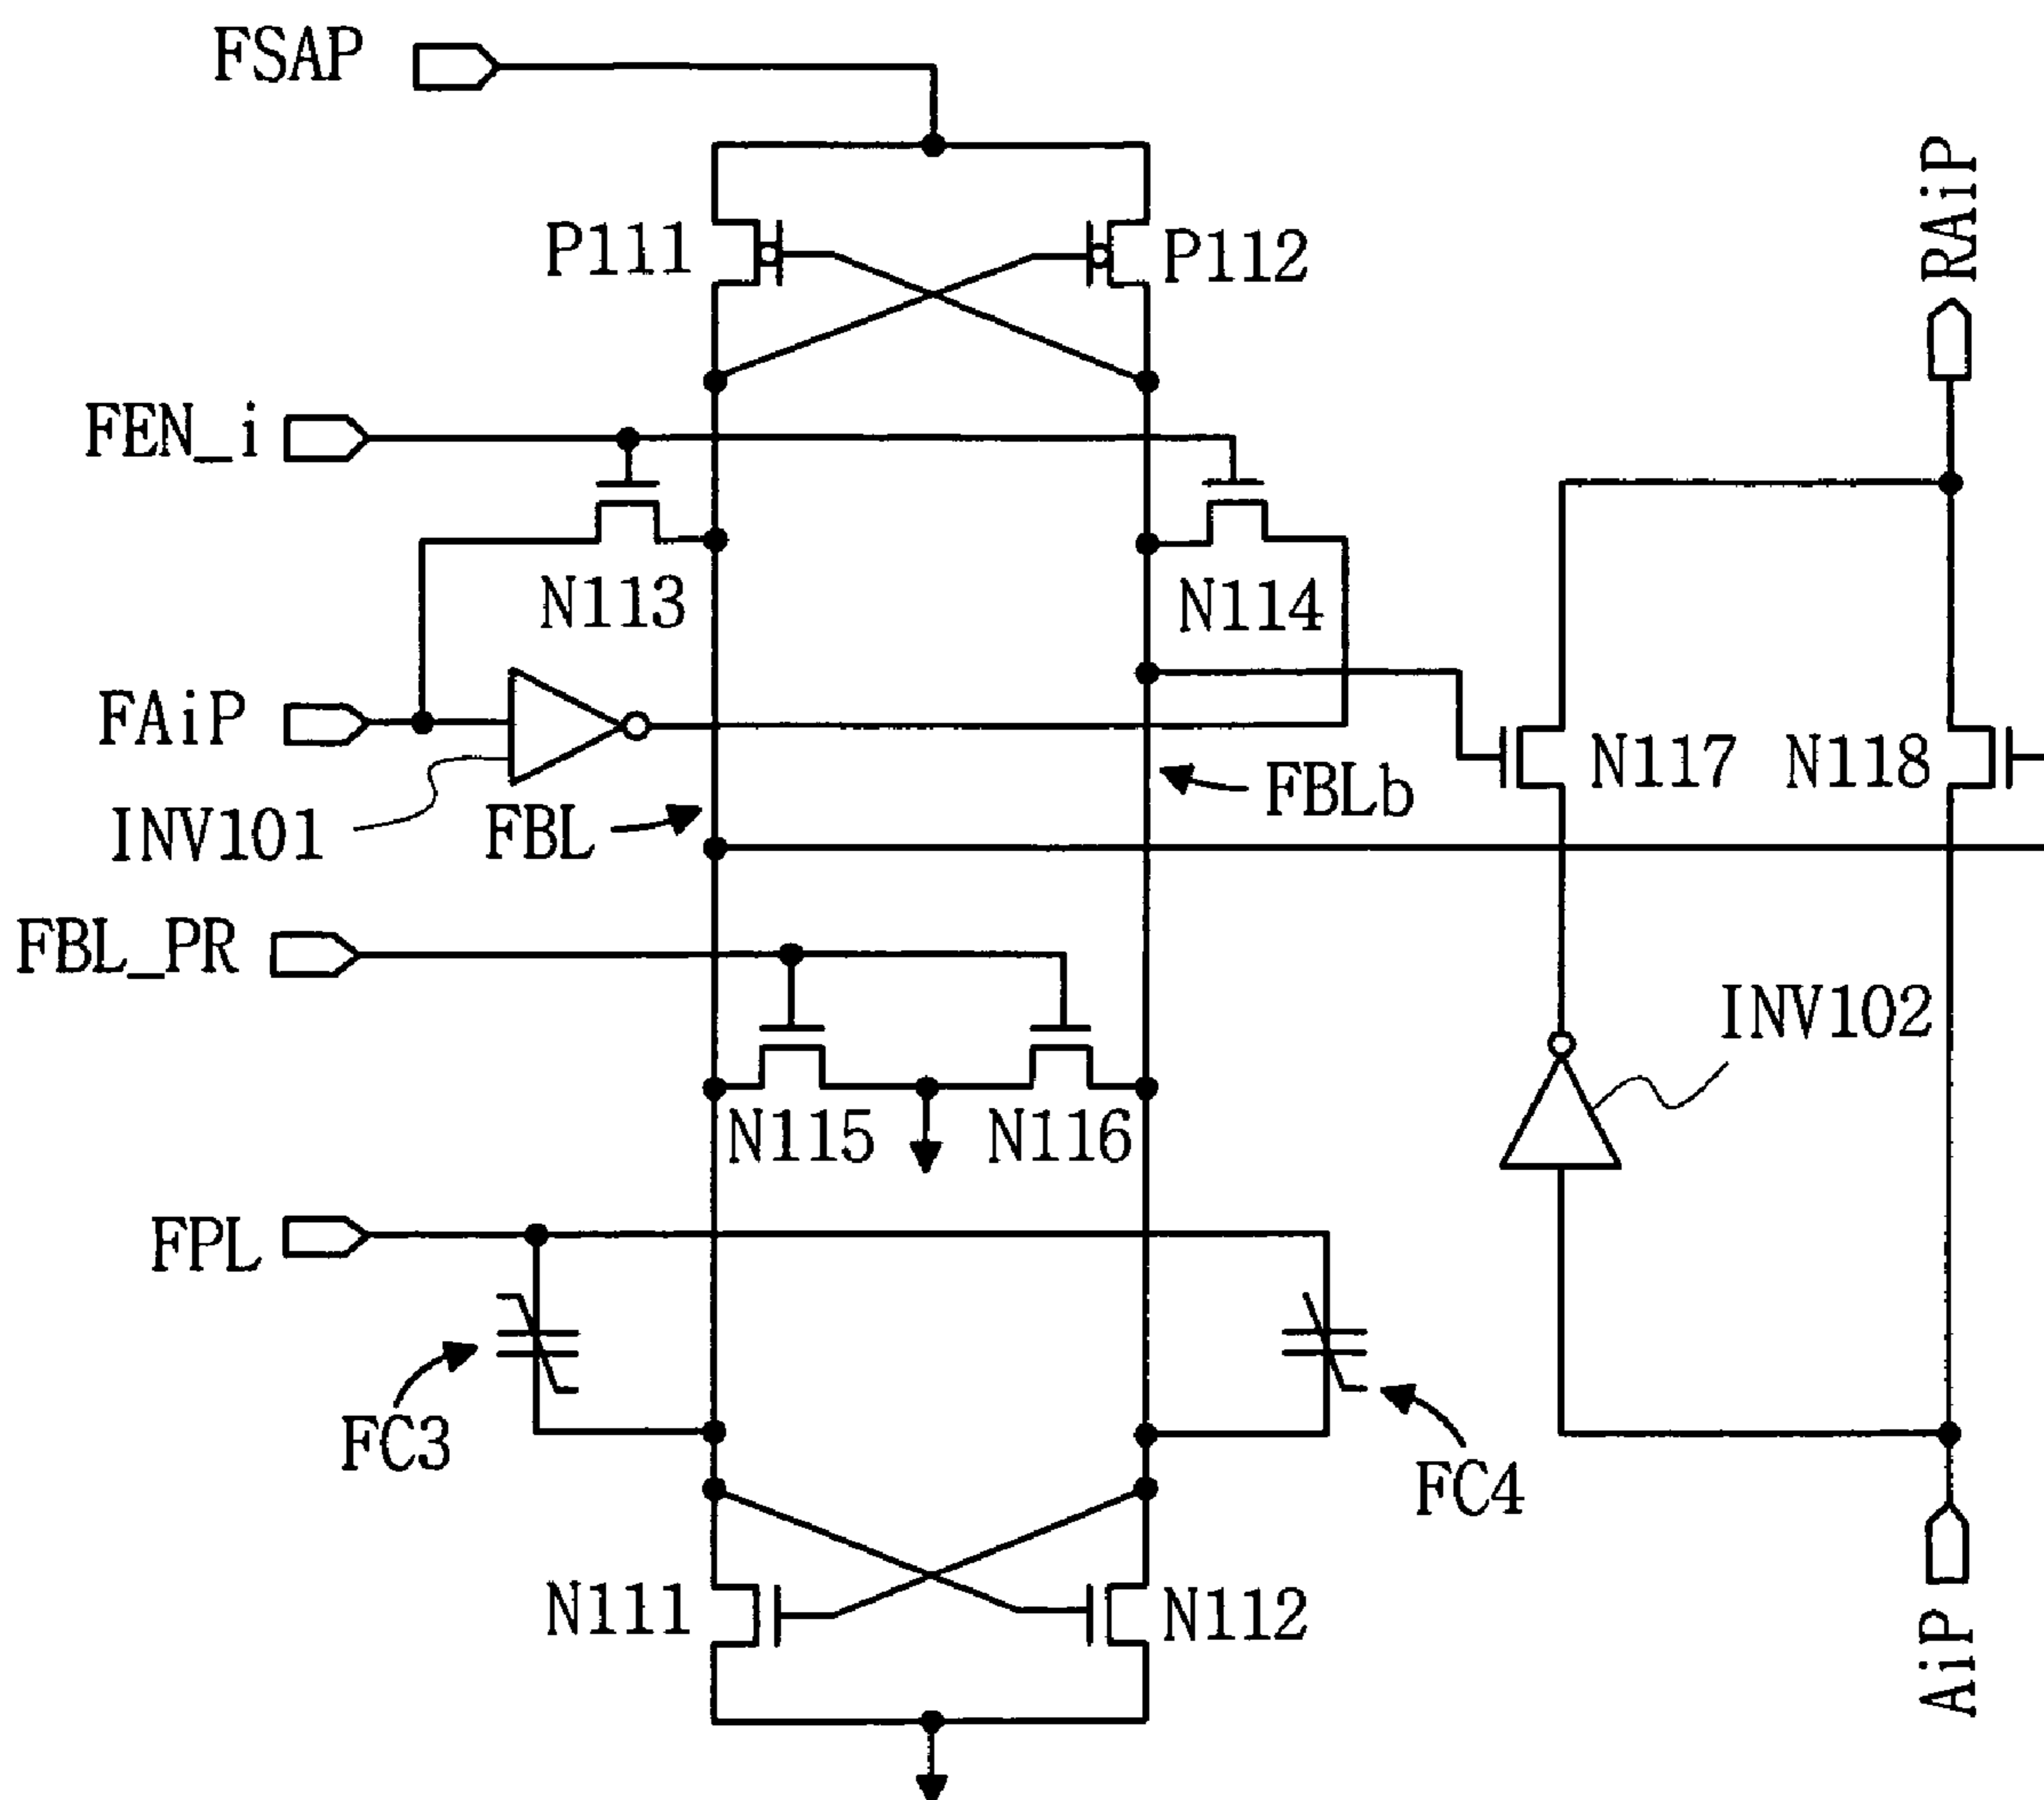 FSAP
RAiP
P111
P112
FEN_i
N113
N114
FAiP
N117
N118
INV101
FBL
FBLb
FBL_PR
INV102
N115
N116
FPL
FC3
FC4
N111
N112
AiP